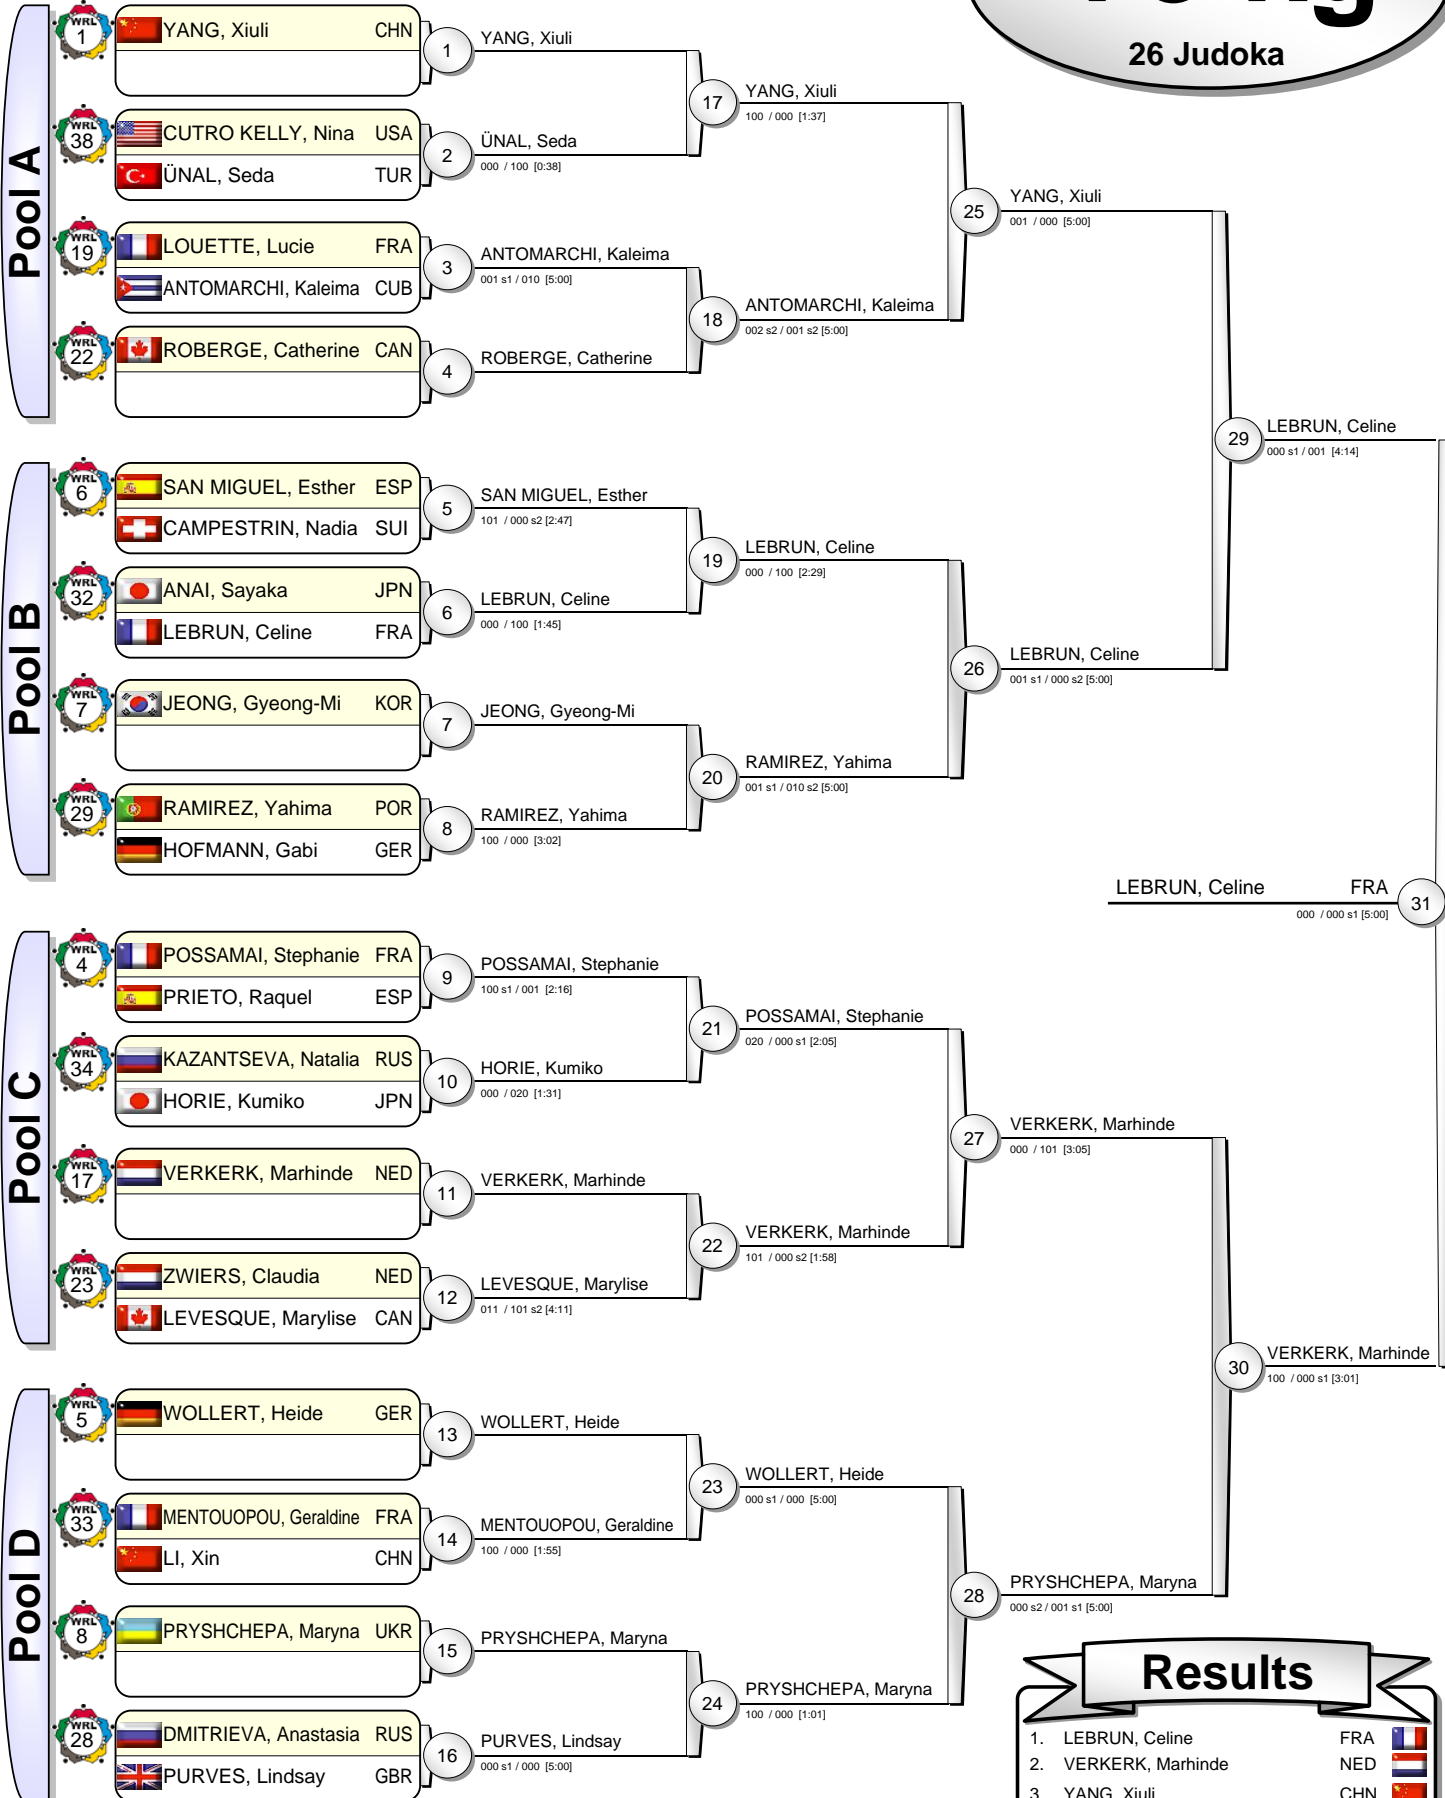 26 Judoka
Pool A
WRL 1
YANG, Xiuli CHN
WRL 38
CUTRO KELLY, Nina USA
ÜNAL, Seda TUR
WRL 19
LOUETTE, Lucie FRA
ANTOMARCHI, Kaleima CUB
WRL 22
ROBERGE, Catherine CAN
Pool B
WRL 6
SAN MIGUEL, Esther ESP
CAMPESTRIN, Nadia SUI
WRL 32
ANAI, Sayaka JPN
LEBRUN, Celine FRA
WRL 7
JEONG, Gyeong-Mi KOR
WRL 29
RAMIREZ, Yahima POR
HOFMANN, Gabi GER
Pool C
WRL 4
POSSAMAI, Stephanie FRA
PRIETO, Raquel ESP
WRL 34
KAZANTSEVA, Natalia RUS
HORIE, Kumiko JPN
WRL 17
VERKERK, Marhinde NED
WRL 23
ZWIERS, Claudia NED
LEVESQUE, Marylise CAN
Pool D
WRL 5
WOLLERT, Heide GER
WRL 33
MENTOUOPOU, Geraldine FRA
LI, Xin CHN
WRL 8
PRYSHCHEPA, Maryna UKR
WRL 28
DMITRIEVA, Anastasia RUS
PURVES, Lindsay GBR
1 YANG, Xiuli
2 ÜNAL, Seda
000 / 100 [0:38]
3 ANTOMARCHI, Kaleima
001 s1 / 010 [5:00]
4 ROBERGE, Catherine
5 SAN MIGUEL, Esther
101 / 000 s2 [2:47]
6 LEBRUN, Celine
000 / 100 [1:45]
7 JEONG, Gyeong-Mi
8 RAMIREZ, Yahima
100 / 000 [3:02]
9 POSSAMAI, Stephanie
100 s1 / 001 [2:16]
10 HORIE, Kumiko
000 / 020 [1:31]
11 VERKERK, Marhinde
12 LEVESQUE, Marylise
011 / 101 s2 [4:11]
13 WOLLERT, Heide
14 MENTOUOPOU, Geraldine
100 / 000 [1:55]
15 PRYSHCHEPA, Maryna
16 PURVES, Lindsay
000 s1 / 000 [5:00]
17 YANG, Xiuli
100 / 000 [1:37]
18 ANTOMARCHI, Kaleima
002 s2 / 001 s2 [5:00]
19 LEBRUN, Celine
000 / 100 [2:29]
20 RAMIREZ, Yahima
001 s1 / 010 s2 [5:00]
21 POSSAMAI, Stephanie
020 / 000 s1 [2:05]
22 VERKERK, Marhinde
101 / 000 s2 [1:58]
23 WOLLERT, Heide
000 s1 / 000 [5:00]
24 PRYSHCHEPA, Maryna
100 / 000 [1:01]
25 YANG, Xiuli
001 / 000 [5:00]
26 LEBRUN, Celine
001 s1 / 000 s2 [5:00]
27 VERKERK, Marhinde
000 / 101 [3:05]
28 PRYSHCHEPA, Maryna
000 s2 / 001 s1 [5:00]
29 LEBRUN, Celine
000 s1 / 001 [4:14]
30 VERKERK, Marhinde
100 / 000 s1 [3:01]
LEBRUN, Celine FRA 31
000 / 000 s1 [5:00]
Results
1. LEBRUN, Celine FRA
2. VERKERK, Marhinde NED
3. YANG, Xiuli CHN